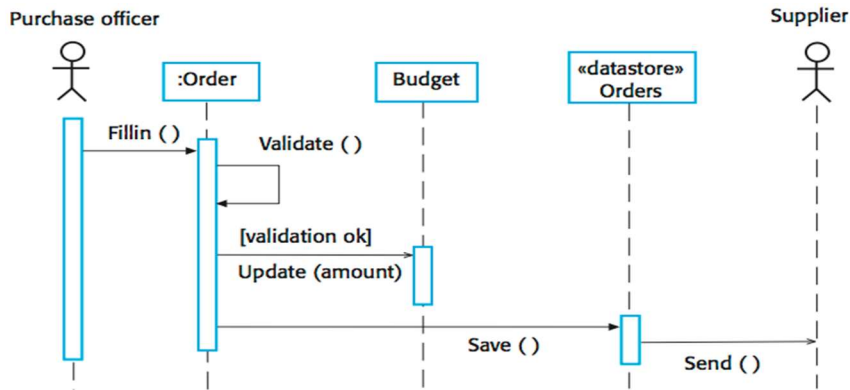 Purchase officer
Supplier
:Order
Budget
«datastore»
Orders
Fillin ( )
Validate ( )
[validation ok]
Update (amount)
Save ( )
Send ( )